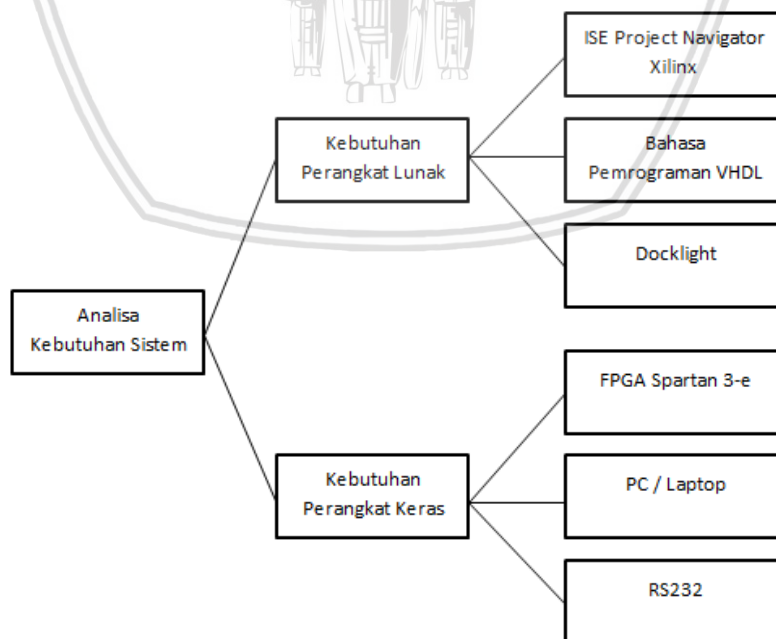 ISE Project Navigator
Xilinx
Kebutuhan
Perangkat Lunak
Bahasa
Pemrograman VHDL
Docklight
Analisa
Kebutuhan Sistem
FPGA Spartan 3-e
Kebutuhan
Perangkat Keras
PC / Laptop
RS232